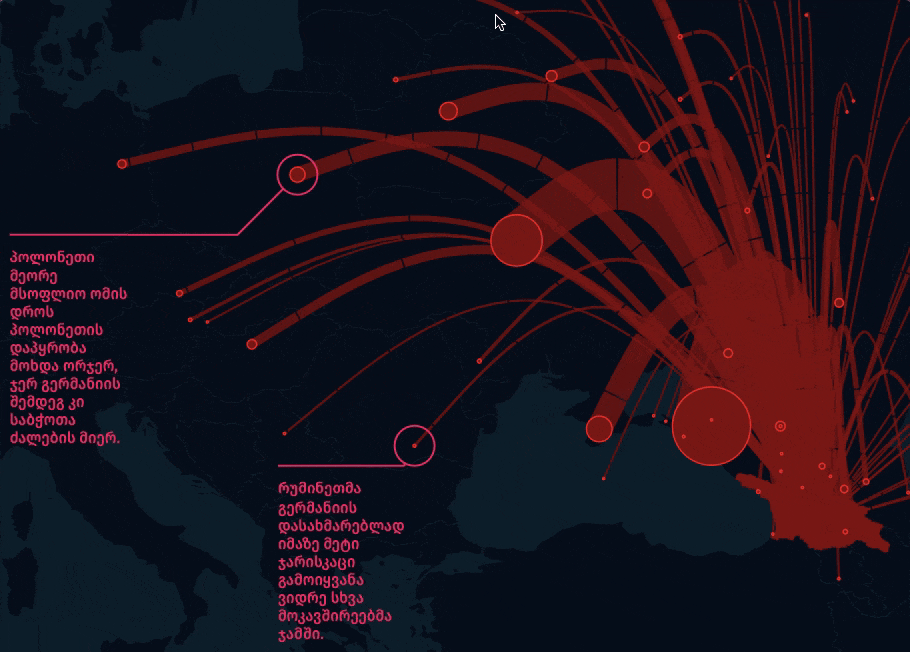 პოლონეთი
მეორე
მსოფლიო ომის
დროს
პოლონეთის
დაპყრობა
მოხდა ორჯერ,
ჯერ გერმანიის
შემდეგ კი
საბჭოთა
ძალების მიერ.
რუმინეთმა
გერმანიის
დასახმარებლად
იმაზე მეტი
ჯარისკაცი
გამოიყვანა
ვიდრე სხვა
მოკავშირეებმა
ჯამში.